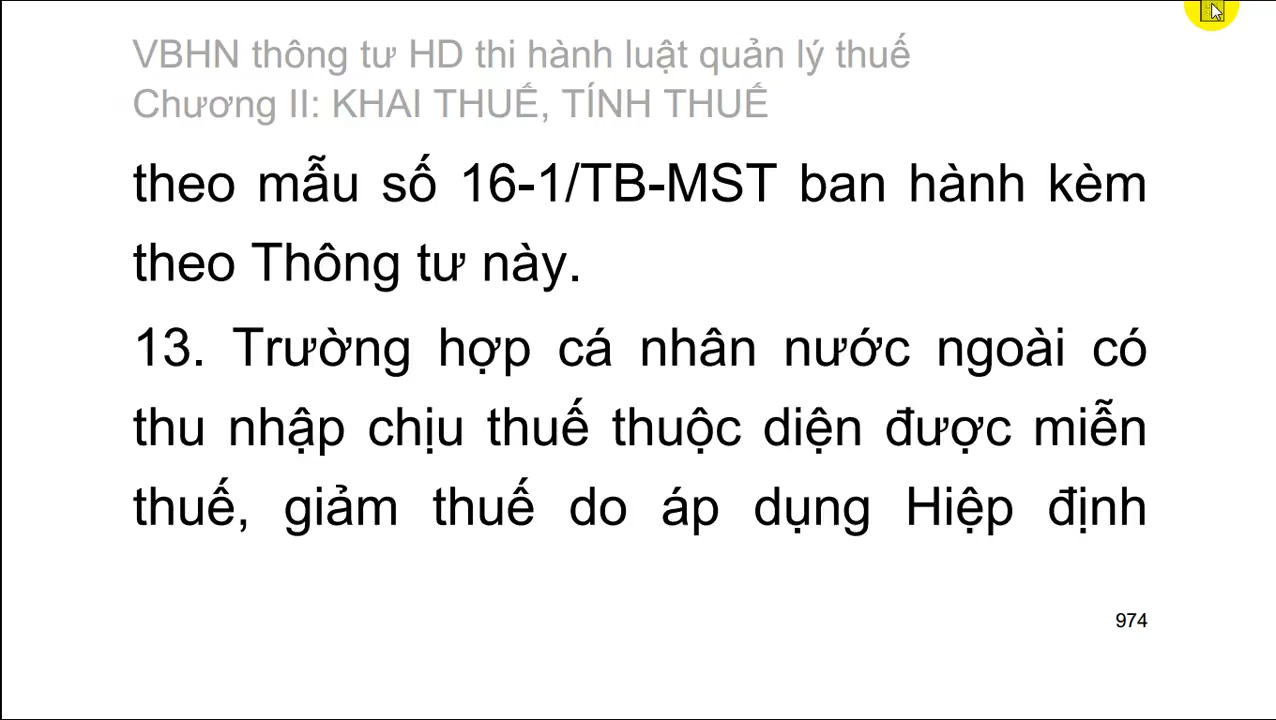 VBHN thông tư HD thi hành luật quản lý thuế
Chương II: KHAI THUẾ, TÍNH THUẾ
theo mẫu số 16-1/TB-MST ban hành kèm
theo Thông tư này.
13. Trường hợp cá nhân nước ngoài có
thu nhập chịu thuế thuộc diện được miễn
thuế, giảm thuế do áp dụng Hiệp định
974